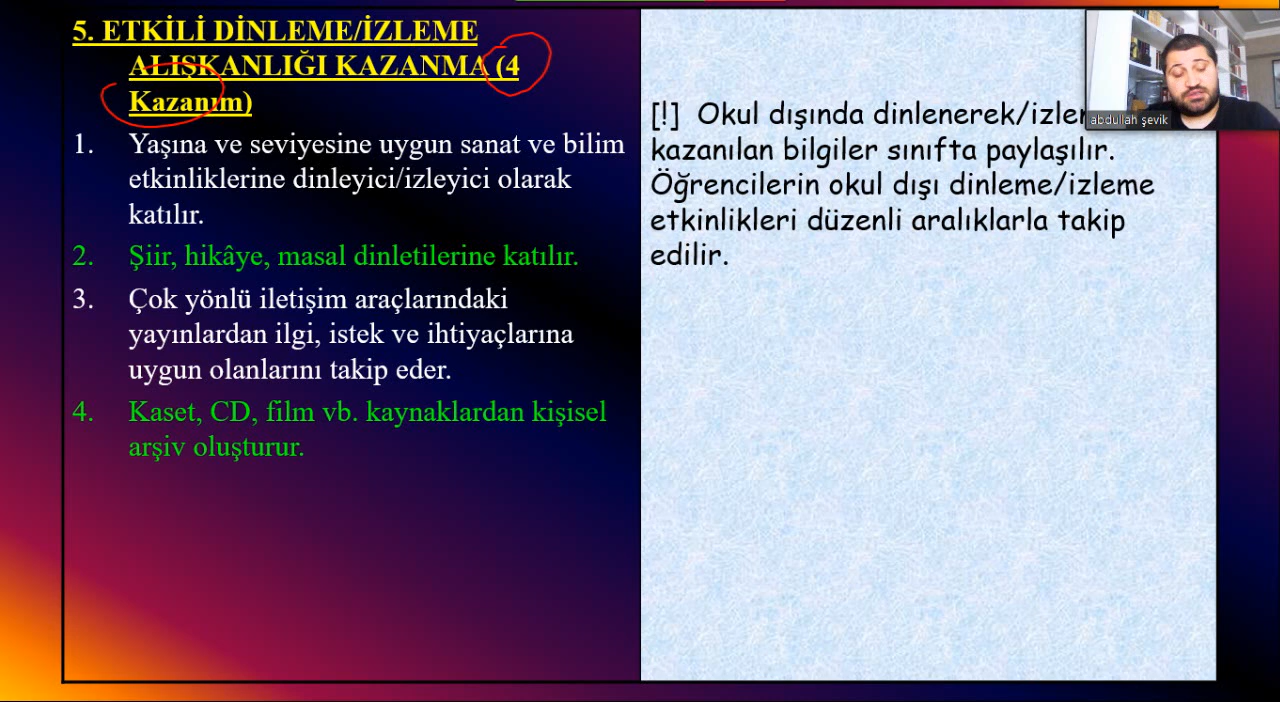 5. ETKİLİ DİNLEME/İZLEME
ALIŞKANLIĞI KAZANMA (4
Kazanım)
1. Yaşına ve seviyesine uygun sanat ve bilim
etkinliklerine dinleyici/izleyici olarak
katılır.
2. Şiir, hikâye, masal dinletilerine katılır.
3. Çok yönlü iletişim araçlarındaki
yayınlardan ilgi, istek ve ihtiyaçlarına
uygun olanlarını takip eder.
4. Kaset, CD, film vb. kaynaklardan kişisel
arşiv oluşturur.
[!] Okul dışında dinlenerek/izlen
kazanılan bilgiler sınıfta paylaşılır.
Öğrencilerin okul dışı dinleme/izleme
etkinlikleri düzenli aralıklarla takip
edilir.
abdullah şevik